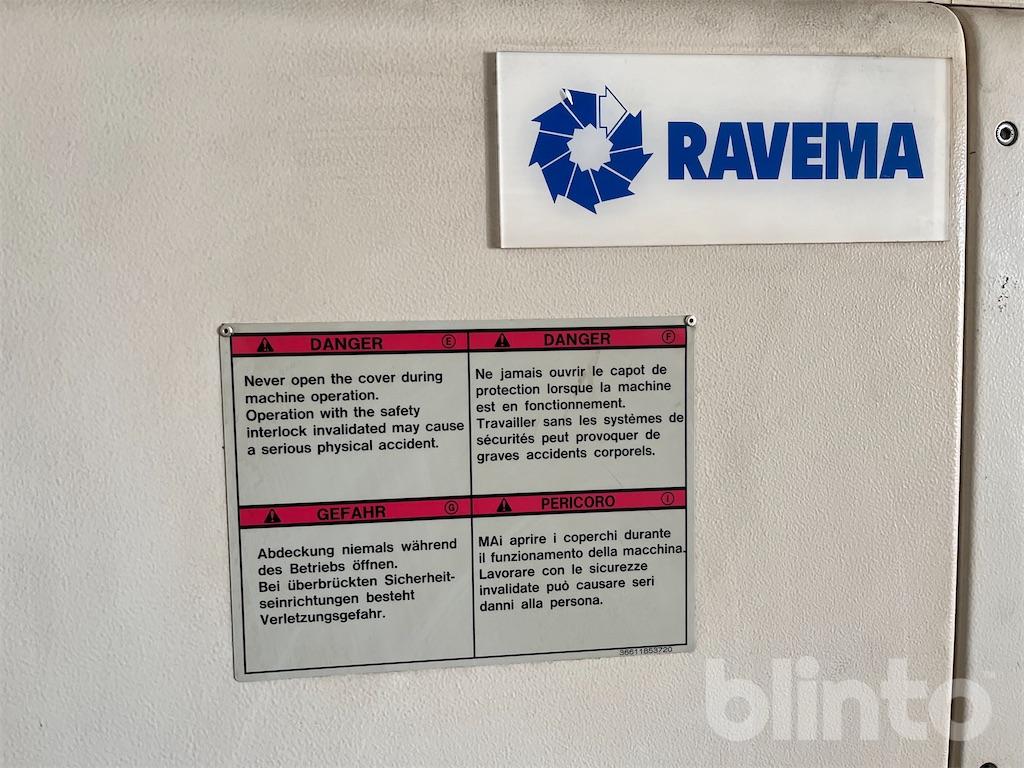 RAVEMA
DANGER E
Never open the cover during
machine operation.
Operation with the safety
interlock invalidated may cause
a serious physical accident.
DANGER F
Ne jamais ouvrir le capot de
protection lorsque la machine
est en fonctionnement.
Travailler sans les systèmes de
sécurités peut provoquer de
graves accidents corporels.
GEFAHR G
Abdeckung niemals während
des Betriebs öffnen.
Bei überbrückten Sicherheit-
seinrichtungen besteht
Verletzungsgefahr.
PERICORO I
MAi aprire i coperchi durante
il funzionamento della macchina.
Lavorare con le sicurezze
invalidate può causare seri
danni alla persona.
36611853720
blinto